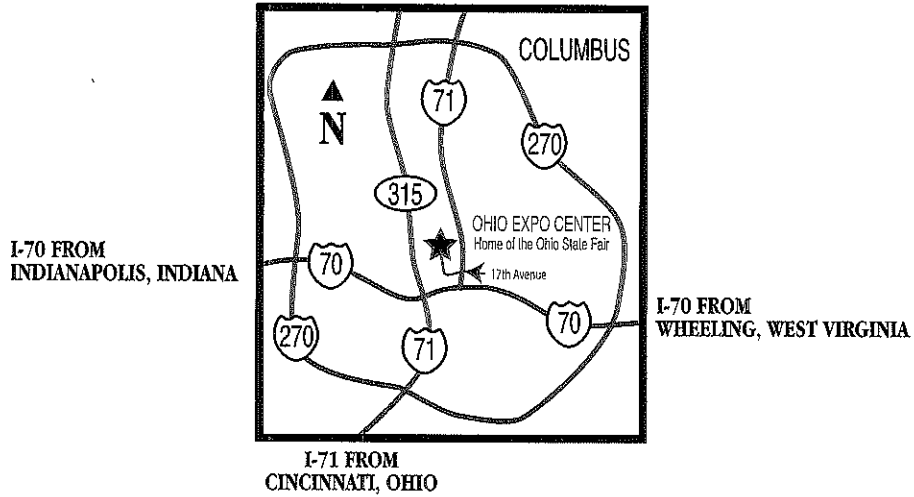 COLUMBUS
71
N
270
315
OHIO EXPO CENTER
Home of the Ohio State Fair
I-70 FROM
INDIANAPOLIS, INDIANA
70
17th Avenue
I-70 FROM
WHEELING, WEST VIRGINIA
70
270
71
I-71 FROM
CINCINNATI, OHIO